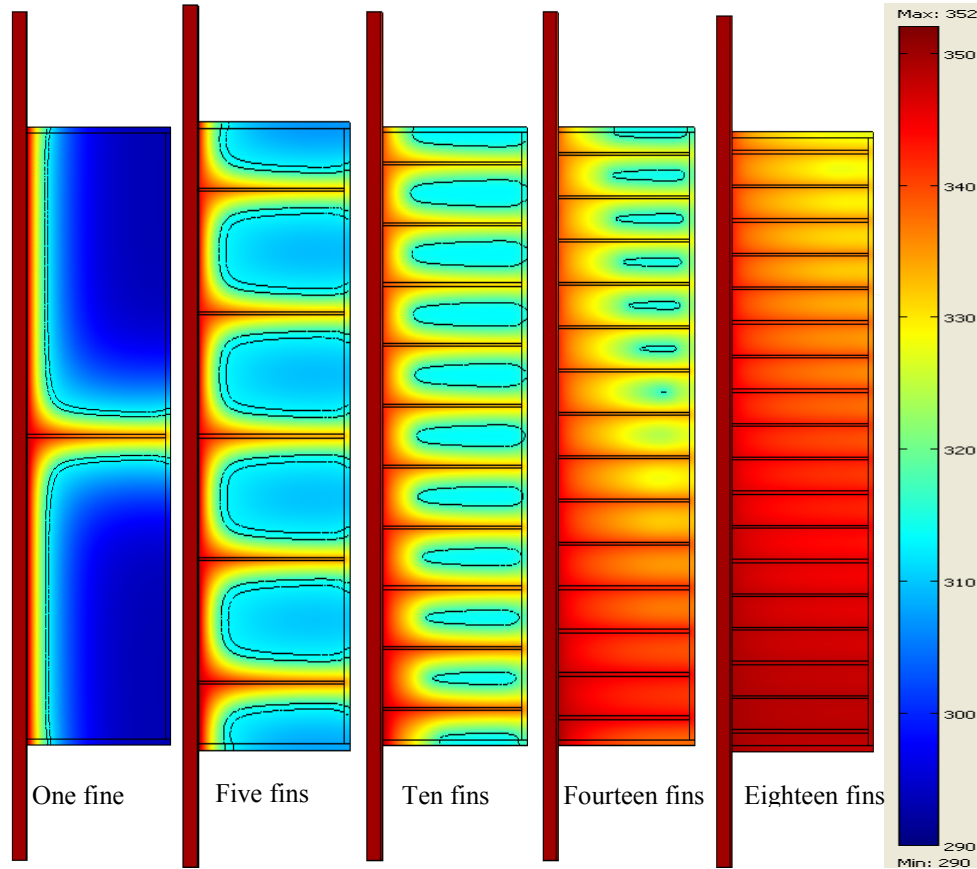 Max: 352
350
340
330
320
310
300
290
Min: 290
One fine
Five fins
Ten fins
Fourteen fins
Eighteen fins